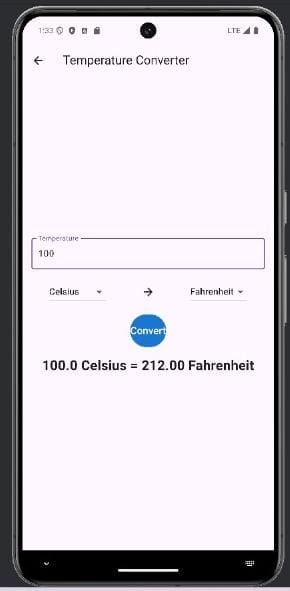 1:33
LTE
Temperature Converter
Temperature
100
Celsius
Fahrenheit
Convert
100.0 Celsius = 212.00 Fahrenheit